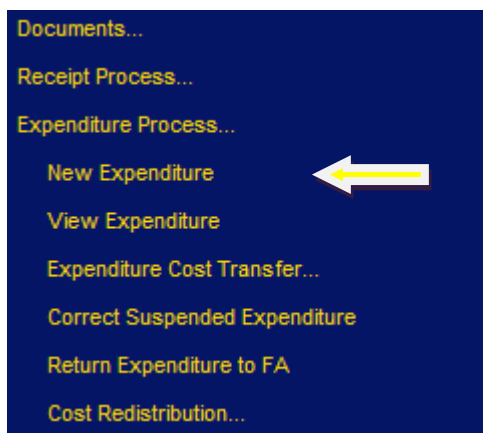 Documents...
Receipt Process...
Expenditure Process...
New Expenditure
View Expenditure
Expenditure Cost Transfer...
Correct Suspended Expenditure
Return Expenditure to FA
Cost Redistribution...